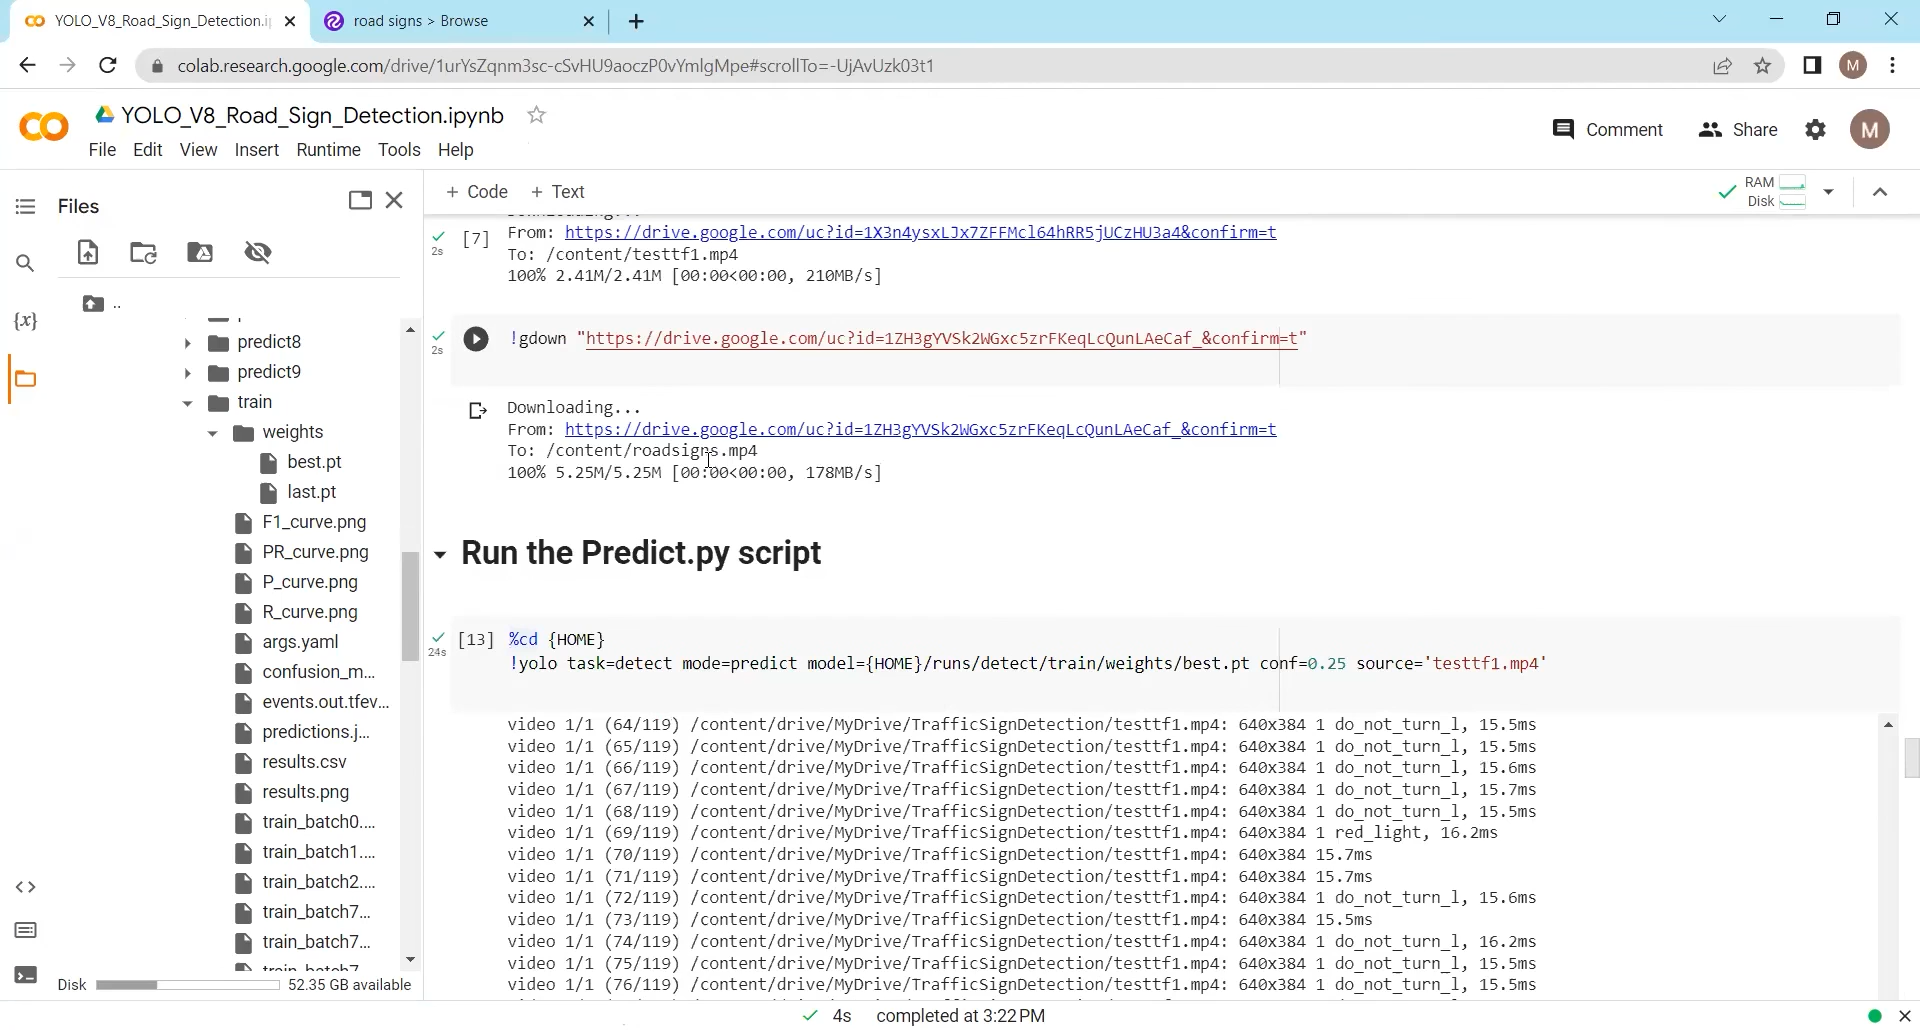 YOLO_V8_Road_Sign_Detection.i
road signs > Browse
colab.research.google.com/drive/1urYsZqnm3sc-cSvHU9aoczP0vYmlgMpe#scrollTo=-UjAvUzk03t1
M
YOLO_V8_Road_Sign_Detection.ipynb
File Edit View Insert Runtime Tools Help
Comment
Share
M
Files
+ Code + Text
RAM
Disk
..
{x}
predict8
predict9
train
weights
best.pt
last.pt
F1_curve.png
PR_curve.png
P_curve.png
R_curve.png
args.yaml
confusion_m...
events.out.tfev...
predictions.j...
results.csv
results.png
train_batch0....
train_batch1....
train_batch2....
train_batch7...
train_batch7...
train_batch7...
Disk 52.35 GB available
Downloading...
[7] From: https://drive.google.com/uc?id=1X3n4ysxLJx7ZFFMcl64hRR5jUCzHU3a4&confirm=t
2s
To: /content/testtf1.mp4
100% 2.41M/2.41M [00:00<00:00, 210MB/s]
!gdown "https://drive.google.com/uc?id=1ZH3gYVSk2WGxc5zrFKeqLcQunLAeCaf_&confirm=t"
2s
Downloading...
From: https://drive.google.com/uc?id=1ZH3gYVSk2WGxc5zrFKeqLcQunLAeCaf_&confirm=t
To: /content/roadsigns.mp4
100% 5.25M/5.25M [00:00<00:00, 178MB/s]
Run the Predict.py script
[13] %cd {HOME}
24s
!yolo task=detect mode=predict model={HOME}/runs/detect/train/weights/best.pt conf=0.25 source='testtf1.mp4'
video 1/1 (64/119) /content/drive/MyDrive/TrafficSignDetection/testtf1.mp4: 640x384 1 do_not_turn_l, 15.5ms
video 1/1 (65/119) /content/drive/MyDrive/TrafficSignDetection/testtf1.mp4: 640x384 1 do_not_turn_l, 15.5ms
video 1/1 (66/119) /content/drive/MyDrive/TrafficSignDetection/testtf1.mp4: 640x384 1 do_not_turn_l, 15.6ms
video 1/1 (67/119) /content/drive/MyDrive/TrafficSignDetection/testtf1.mp4: 640x384 1 do_not_turn_l, 15.7ms
video 1/1 (68/119) /content/drive/MyDrive/TrafficSignDetection/testtf1.mp4: 640x384 1 do_not_turn_l, 15.5ms
video 1/1 (69/119) /content/drive/MyDrive/TrafficSignDetection/testtf1.mp4: 640x384 1 red_light, 16.2ms
video 1/1 (70/119) /content/drive/MyDrive/TrafficSignDetection/testtf1.mp4: 640x384 15.7ms
video 1/1 (71/119) /content/drive/MyDrive/TrafficSignDetection/testtf1.mp4: 640x384 15.7ms
video 1/1 (72/119) /content/drive/MyDrive/TrafficSignDetection/testtf1.mp4: 640x384 1 do_not_turn_l, 15.6ms
video 1/1 (73/119) /content/drive/MyDrive/TrafficSignDetection/testtf1.mp4: 640x384 15.5ms
video 1/1 (74/119) /content/drive/MyDrive/TrafficSignDetection/testtf1.mp4: 640x384 1 do_not_turn_l, 16.2ms
video 1/1 (75/119) /content/drive/MyDrive/TrafficSignDetection/testtf1.mp4: 640x384 1 do_not_turn_l, 15.5ms
video 1/1 (76/119) /content/drive/MyDrive/TrafficSignDetection/testtf1.mp4: 640x384 1 do_not_turn_l, 15.5ms
4s completed at 3:22 PM